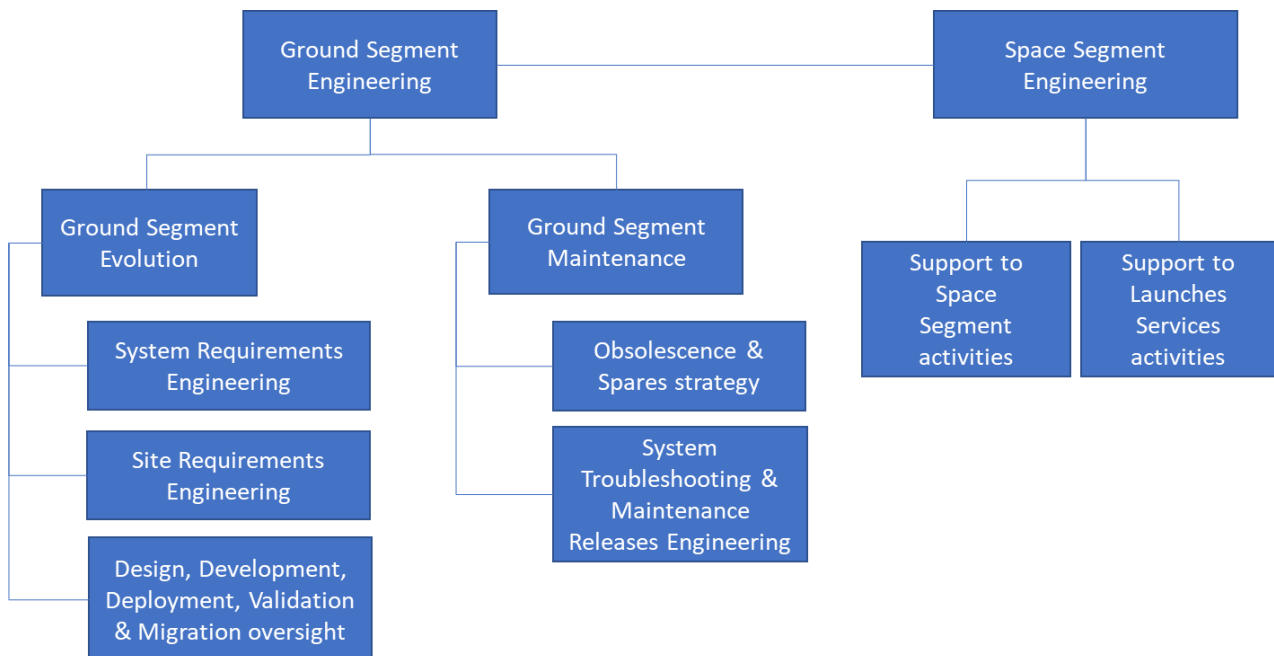 Ground Segment
Engineering
Space Segment
Engineering
Ground Segment
Evolution
System Requirements
Engineering
Site Requirements
Engineering
Design, Development,
Deployment, Validation
& Migration oversight
Ground Segment
Maintenance
Obsolescence &
Spares strategy
System
Troubleshooting &
Maintenance
Releases Engineering
Support to
Space
Segment
activities
Support to
Launches
Services
activities